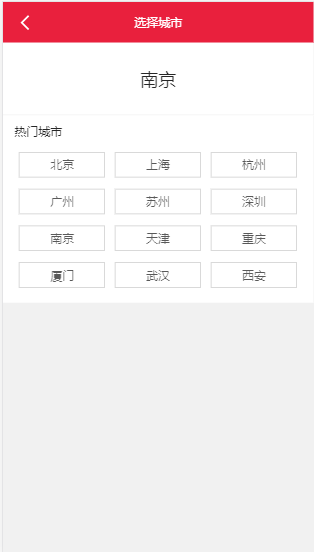 选择城市
南京
热门城市
北京 上海 杭州
广州 苏州 深圳
南京 天津 重庆
厦门 武汉 西安